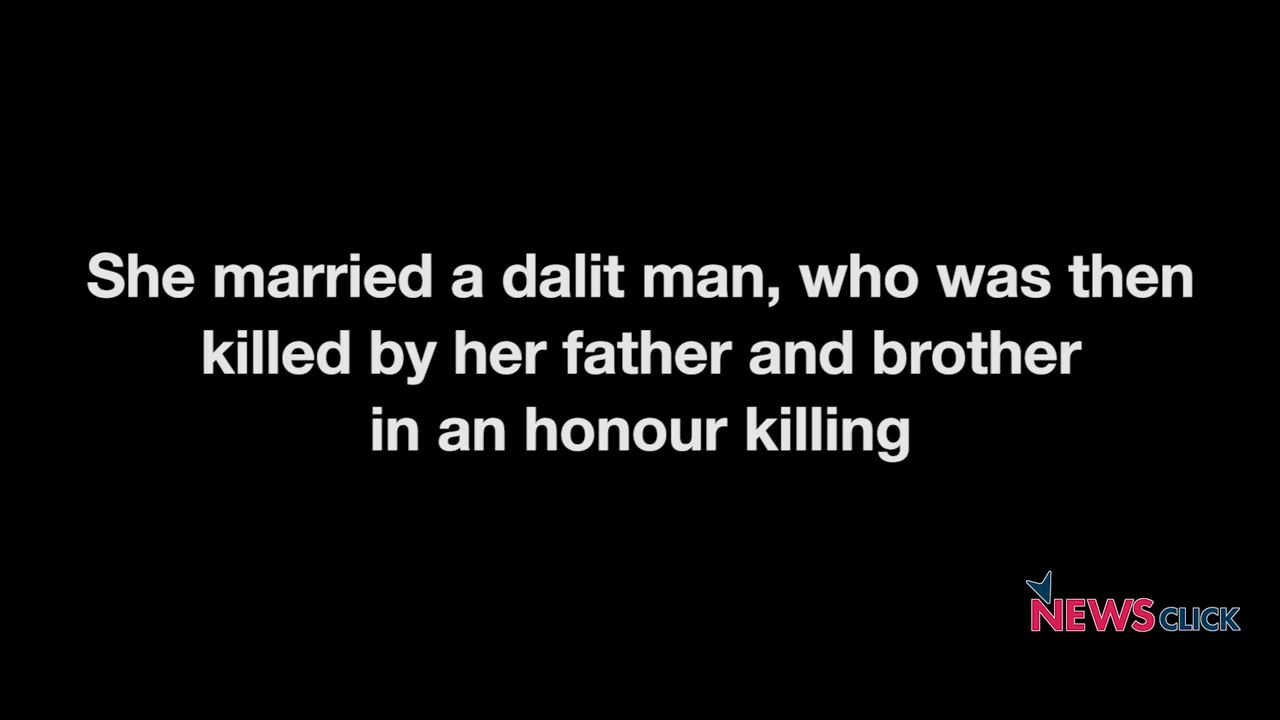 She married a dalit man, who was then
killed by her father and brother
in an honour killing
NEWSCLICK